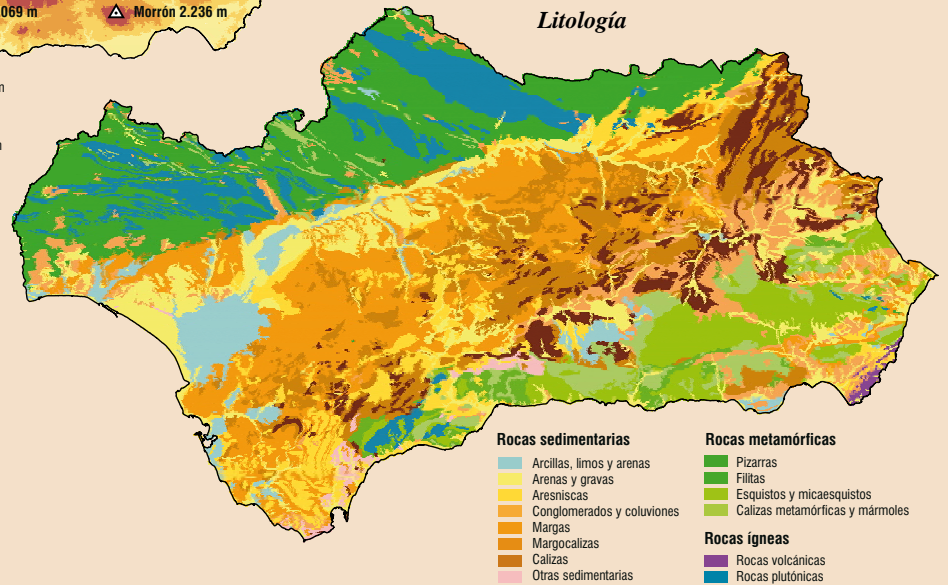 069 m
Morrón 2.236 m
Litología
Rocas sedimentarias
Arcillas, limos y arenas
Arenas y gravas
Aresniscas
Conglomerados y coluviones
Margas
Margocalizas
Calizas
Otras sedimentarias
Rocas metamórficas
Pizarras
Filitas
Esquistos y micaesquistos
Calizas metamórficas y mármoles
Rocas ígneas
Rocas volcánicas
Rocas plutónicas